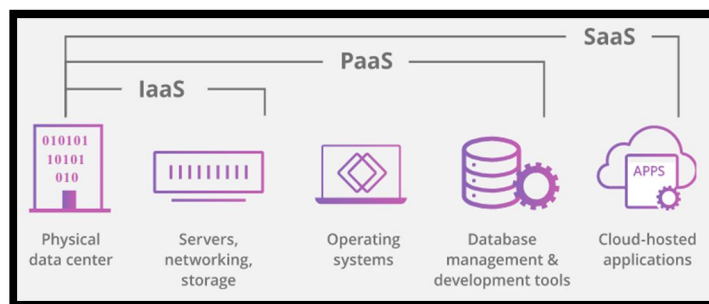 SaaS
PaaS
IaaS
010101
10101
010
APPS
Physical
data center
Servers,
networking,
storage
Operating
systems
Database
management &
development tools
Cloud-hosted
applications